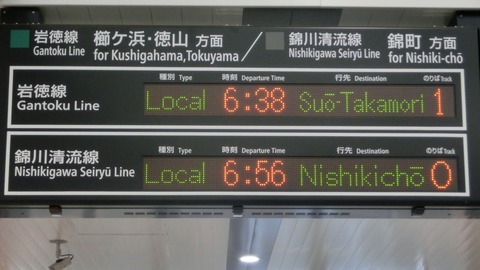 岩徳線 櫛ケ浜・徳山 方面 / 錦川清流線 錦町 方面
Gantoku Line for Kushigahama,Tokuyama / Nishikigawa Seiryū Line for Nishiki-chō
種別 Type 時刻 Departure Time 行先 Destination のりば Track
岩徳線
Gantoku Line
Local 6:38 Suō-Takamori 1
種別 Type 時刻 Departure Time 行先 Destination のりば Track
錦川清流線
Nishikigawa Seiryū Line
Local 6:56 Nishikichō 0